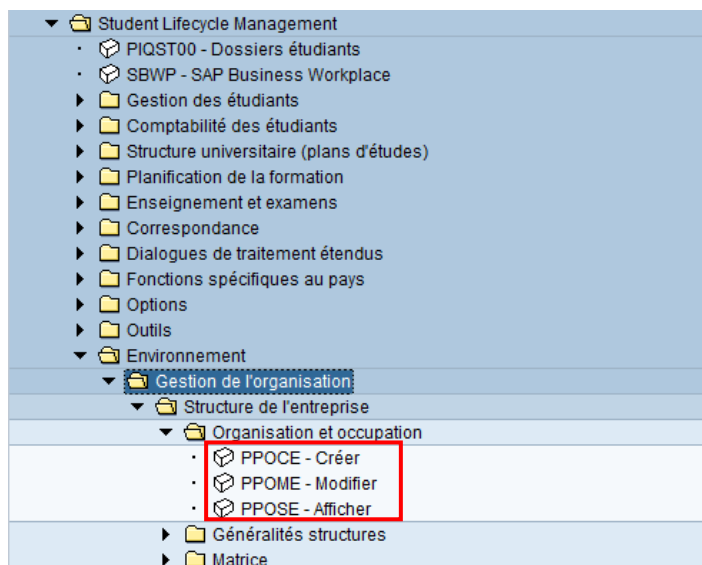 Student Lifecycle Management
PIQST00 - Dossiers étudiants
SBWP - SAP Business Workplace
Gestion des étudiants
Comptabilité des étudiants
Structure universitaire (plans d'études)
Planification de la formation
Enseignement et examens
Correspondance
Dialogues de traitement étendus
Fonctions spécifiques au pays
Options
Outils
Environnement
Gestion de l'organisation
Structure de l'entreprise
Organisation et occupation
PPOCE - Créer
PPOME - Modifier
PPOSE - Afficher
Généralités structures
Matrice